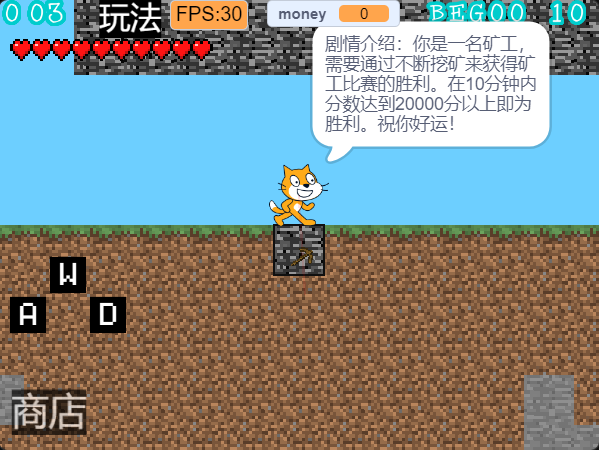 003
玩法
FPS:30
money 0
BEGOO 10
剧情介绍：你是一名矿工，
需要通过不断挖矿来获得矿
工比赛的胜利。在10分钟内
分数达到20000分以上即为
胜利。祝你好运！
W
A D
商店